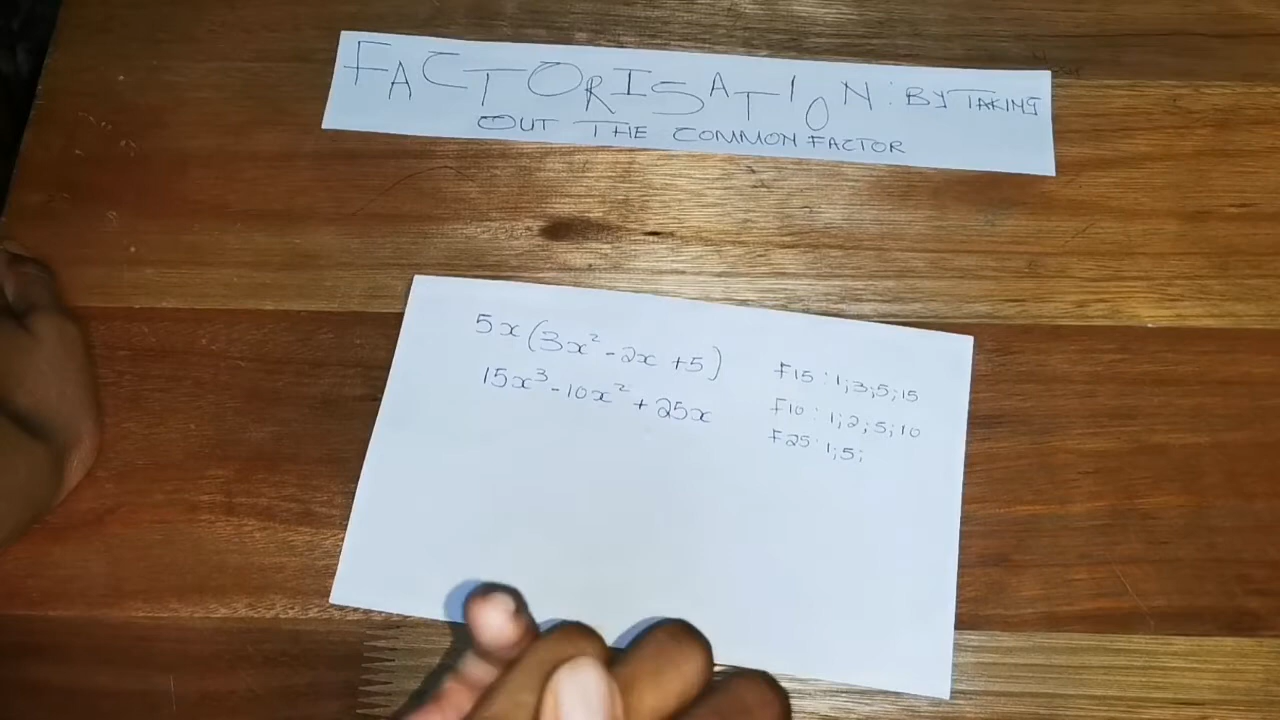 FACTORISATION: BY TAKING
OUT THE COMMON FACTOR
5x(3x² - 2x + 5)
15x³ - 10x² + 25x
F15 : 1;3;5;15
F10 : 1;2;5;10
F25 : 1;5;